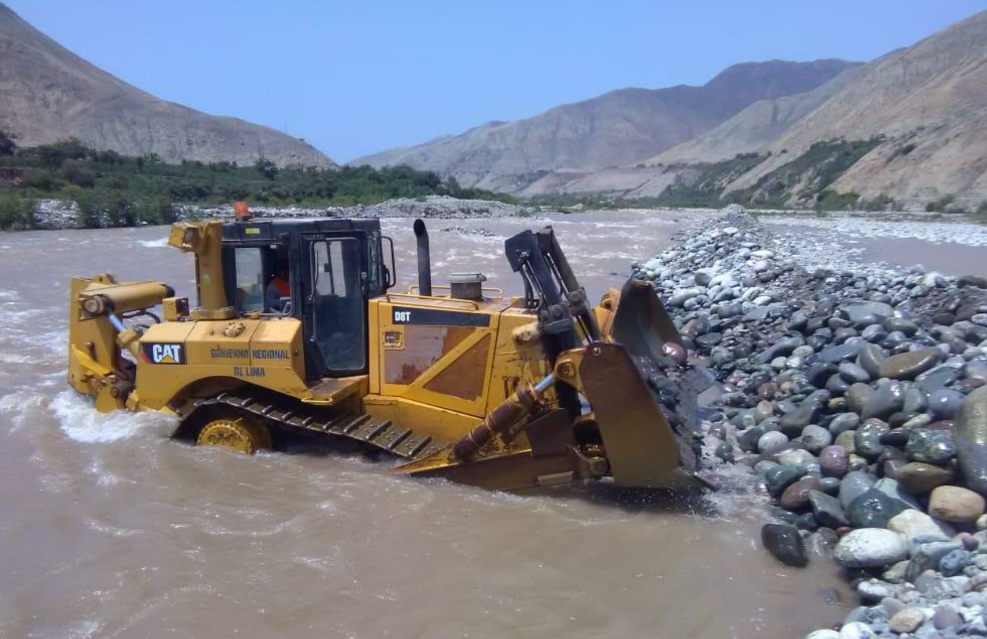 D8T
CAT
GOBIERNO REGIONAL
DE LIMA